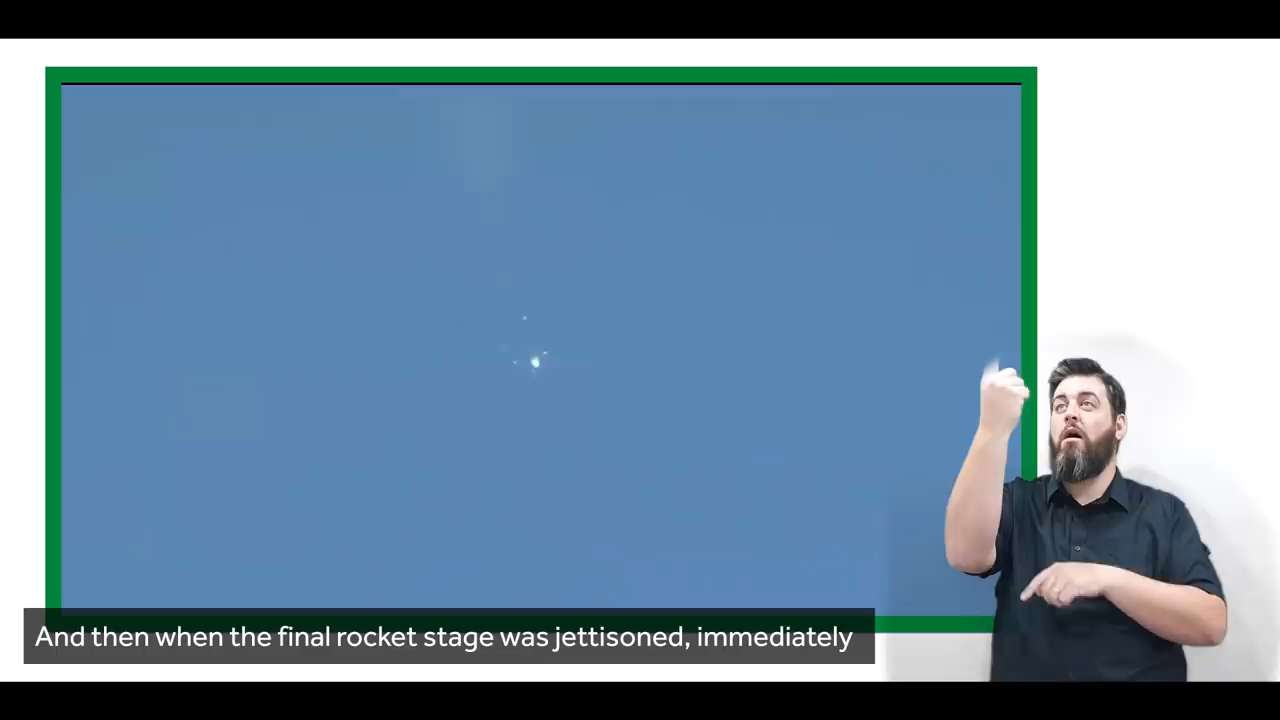 And then when the final rocket stage was jettisoned, immediately